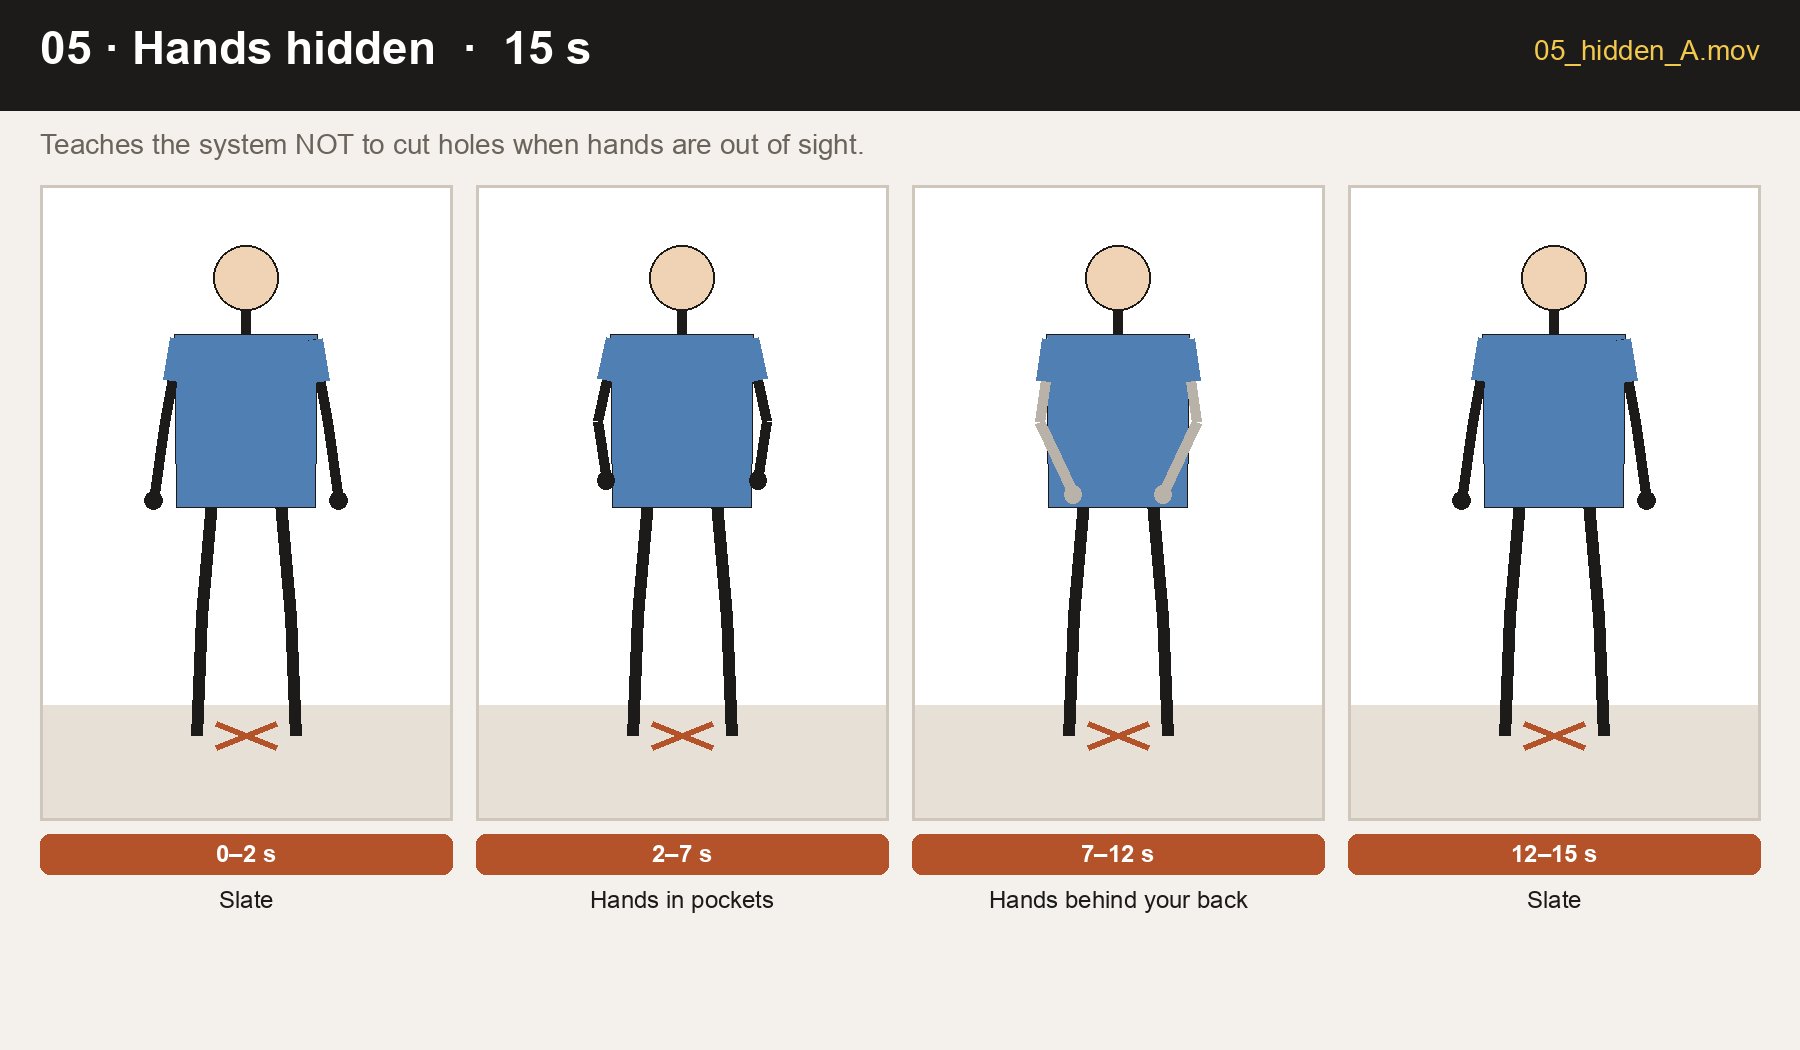 05 · Hands hidden · 15 s
05_hidden_A.mov
Teaches the system NOT to cut holes when hands are out of sight.
0–2 s
Slate
2–7 s
Hands in pockets
7–12 s
Hands behind your back
12–15 s
Slate